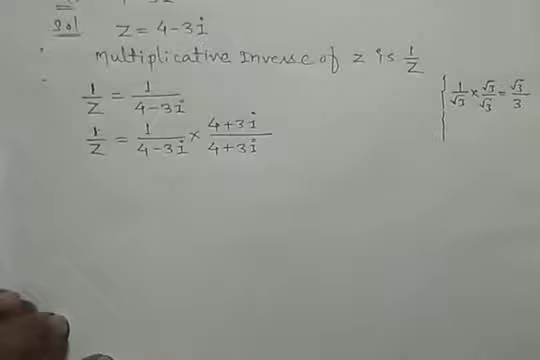 Sol z = 4-3i
Multiplicative Inverse of z is 1/z
1/z = 1/(4-3i)
1/√3 × √3/√3 = √3/3
1/z = 1/(4-3i) × (4+3i)/(4+3i)